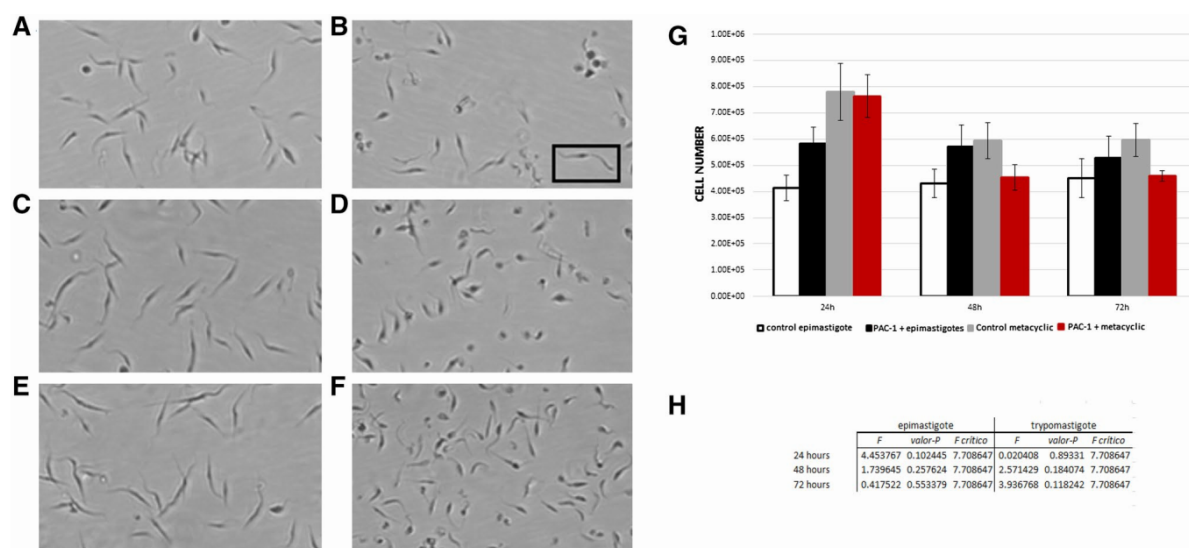 A
B
C
D
E
F
G
1.00E+06
9.00E+05
8.00E+05
7.00E+05
6.00E+05
5.00E+05
4.00E+05
3.00E+05
2.00E+05
1.00E+05
0.00E+00
CELL NUMBER
24h 48h 72h
control epimastigote PAC-1 + epimastigotes Control metacyclic PAC-1 + metacyclic
H
epimastigote trypomastigote
F valor-P F crítico F valor-P F crítico
24 hours 4.453767 0.102445 7.708647 0.020408 0.89331 7.708647
48 hours 1.739645 0.257624 7.708647 2.571429 0.184074 7.708647
72 hours 0.417522 0.553379 7.708647 3.936768 0.118242 7.708647